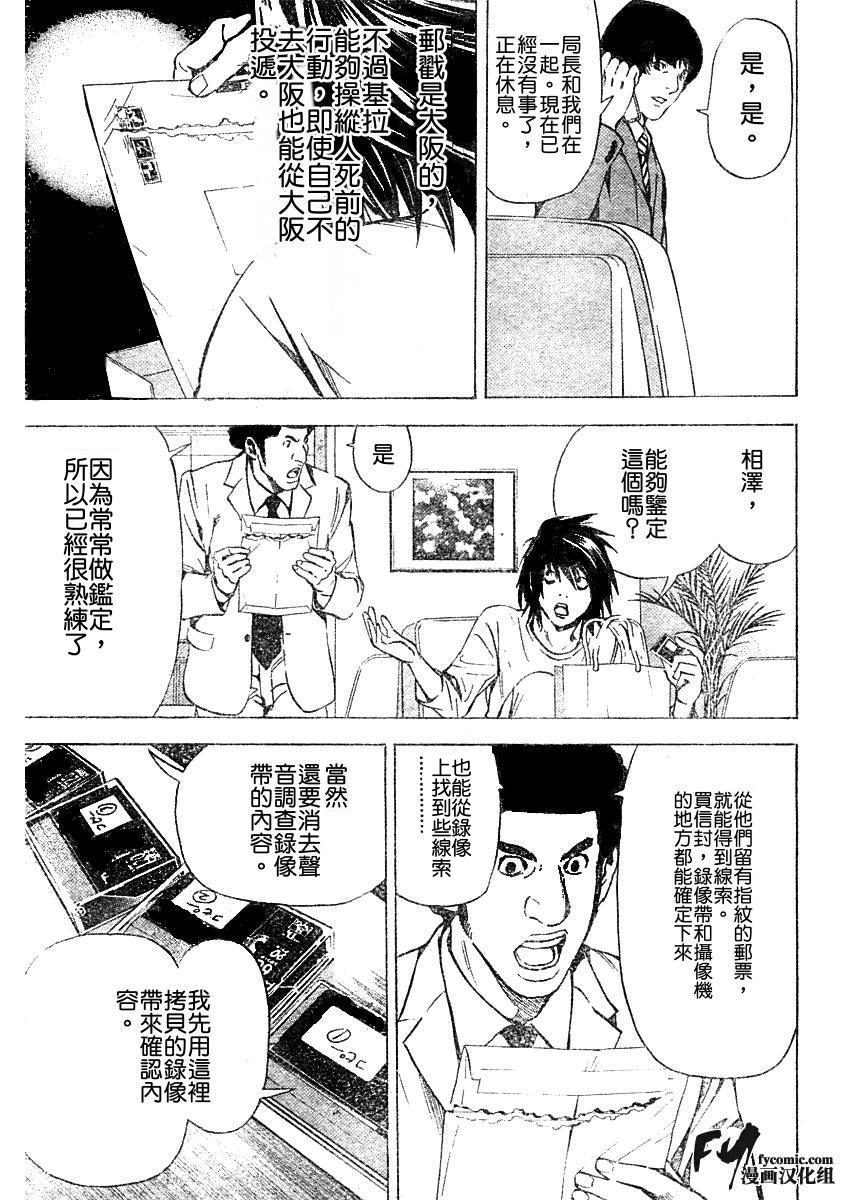 是，是。
局長和我們在
一起。現在已
經沒有事了，
正在休息。
郵戳是大阪的，
不過基拉
能夠操縱人死前的
行動，即使自己不
去大阪也能從大阪
投遞。
相澤，
能夠鑒定
這個嗎？
是
因為常常做鑑定，
所以已經很熟練了
從他們留有指紋的郵票，
就能得到線索。
買信封，錄像帶和攝像機
的地方都能確定下來
也能從錄像
上找到些線索
………
當然
還要消去聲
音調查錄像
帶的內容。
我先用這裡
拷貝的錄像
帶來確認內
容。
FY
fycomic.com
漫画汉化组